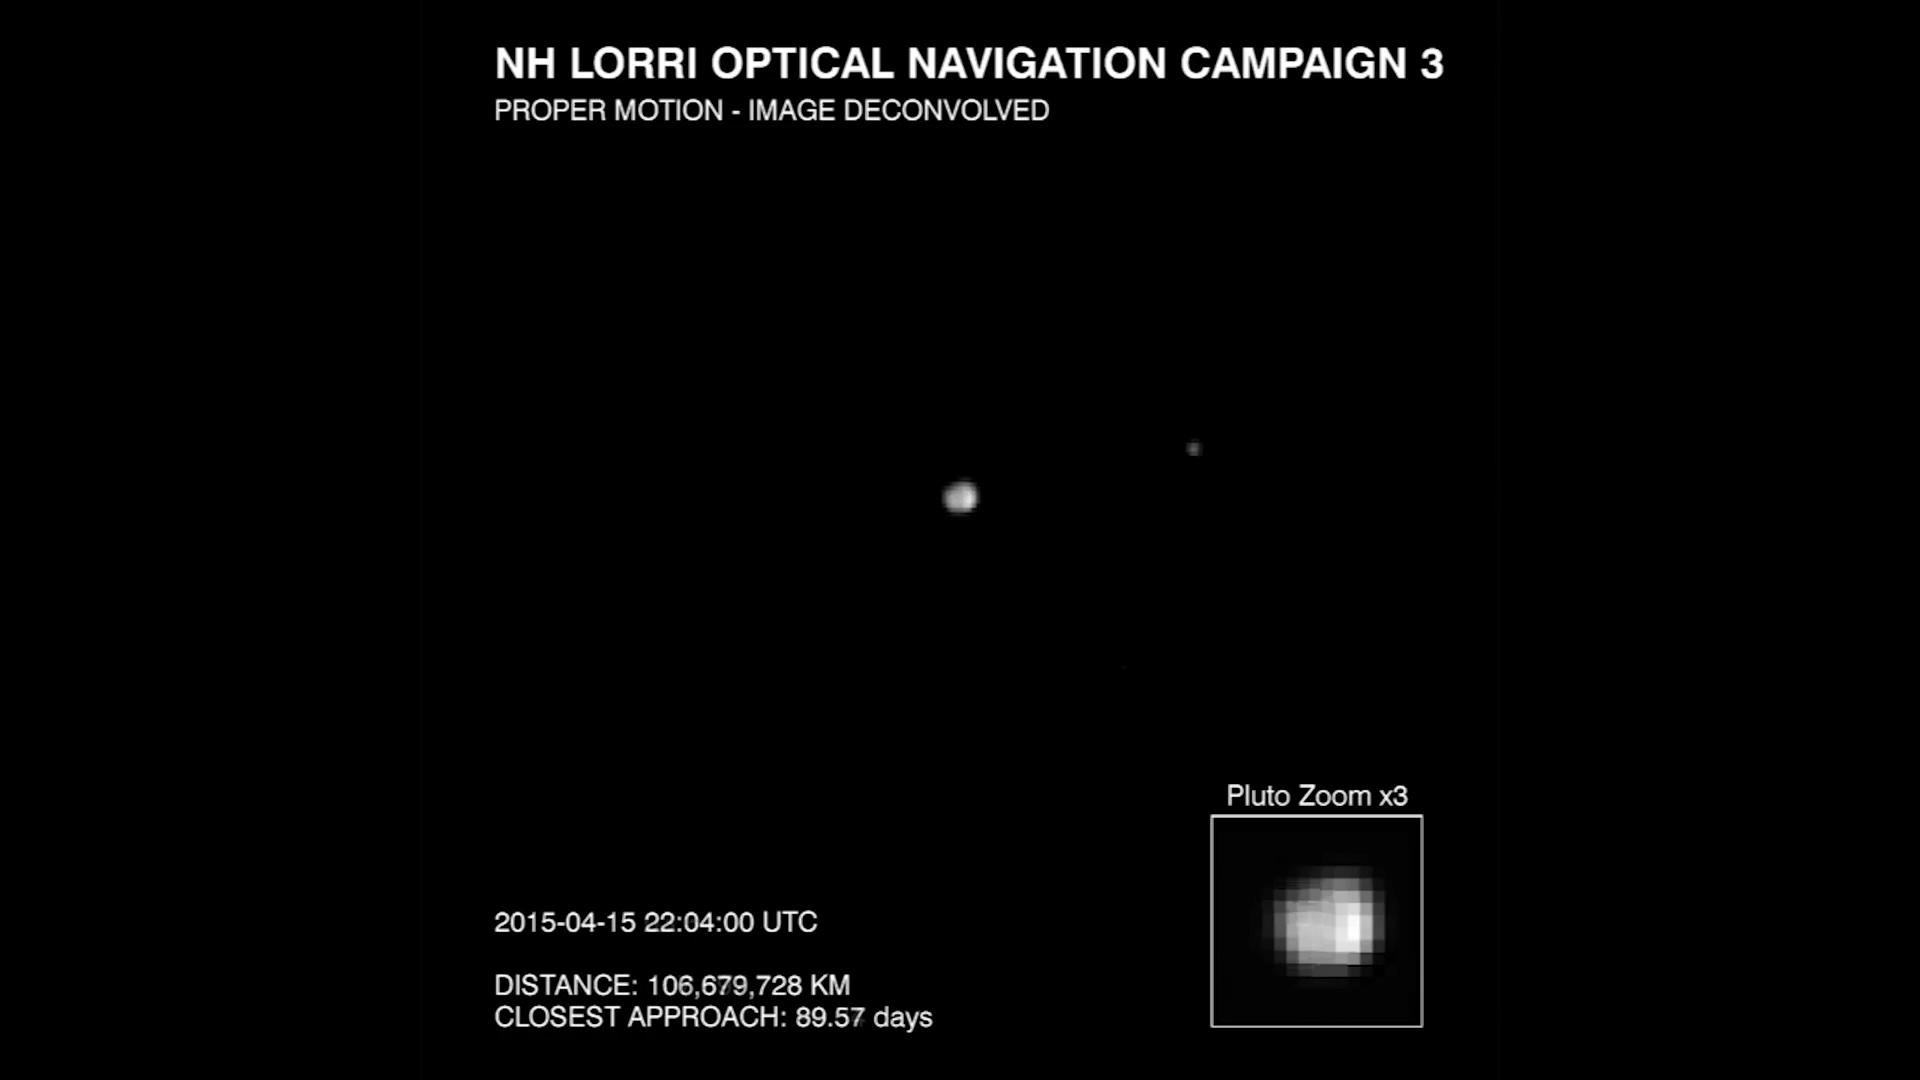 NH LORRI OPTICAL NAVIGATION CAMPAIGN 3
PROPER MOTION - IMAGE DECONVOLVED
Pluto Zoom x3
2015-04-15 22:04:00 UTC
DISTANCE: 106,679,728 KM
CLOSEST APPROACH: 89.57 days